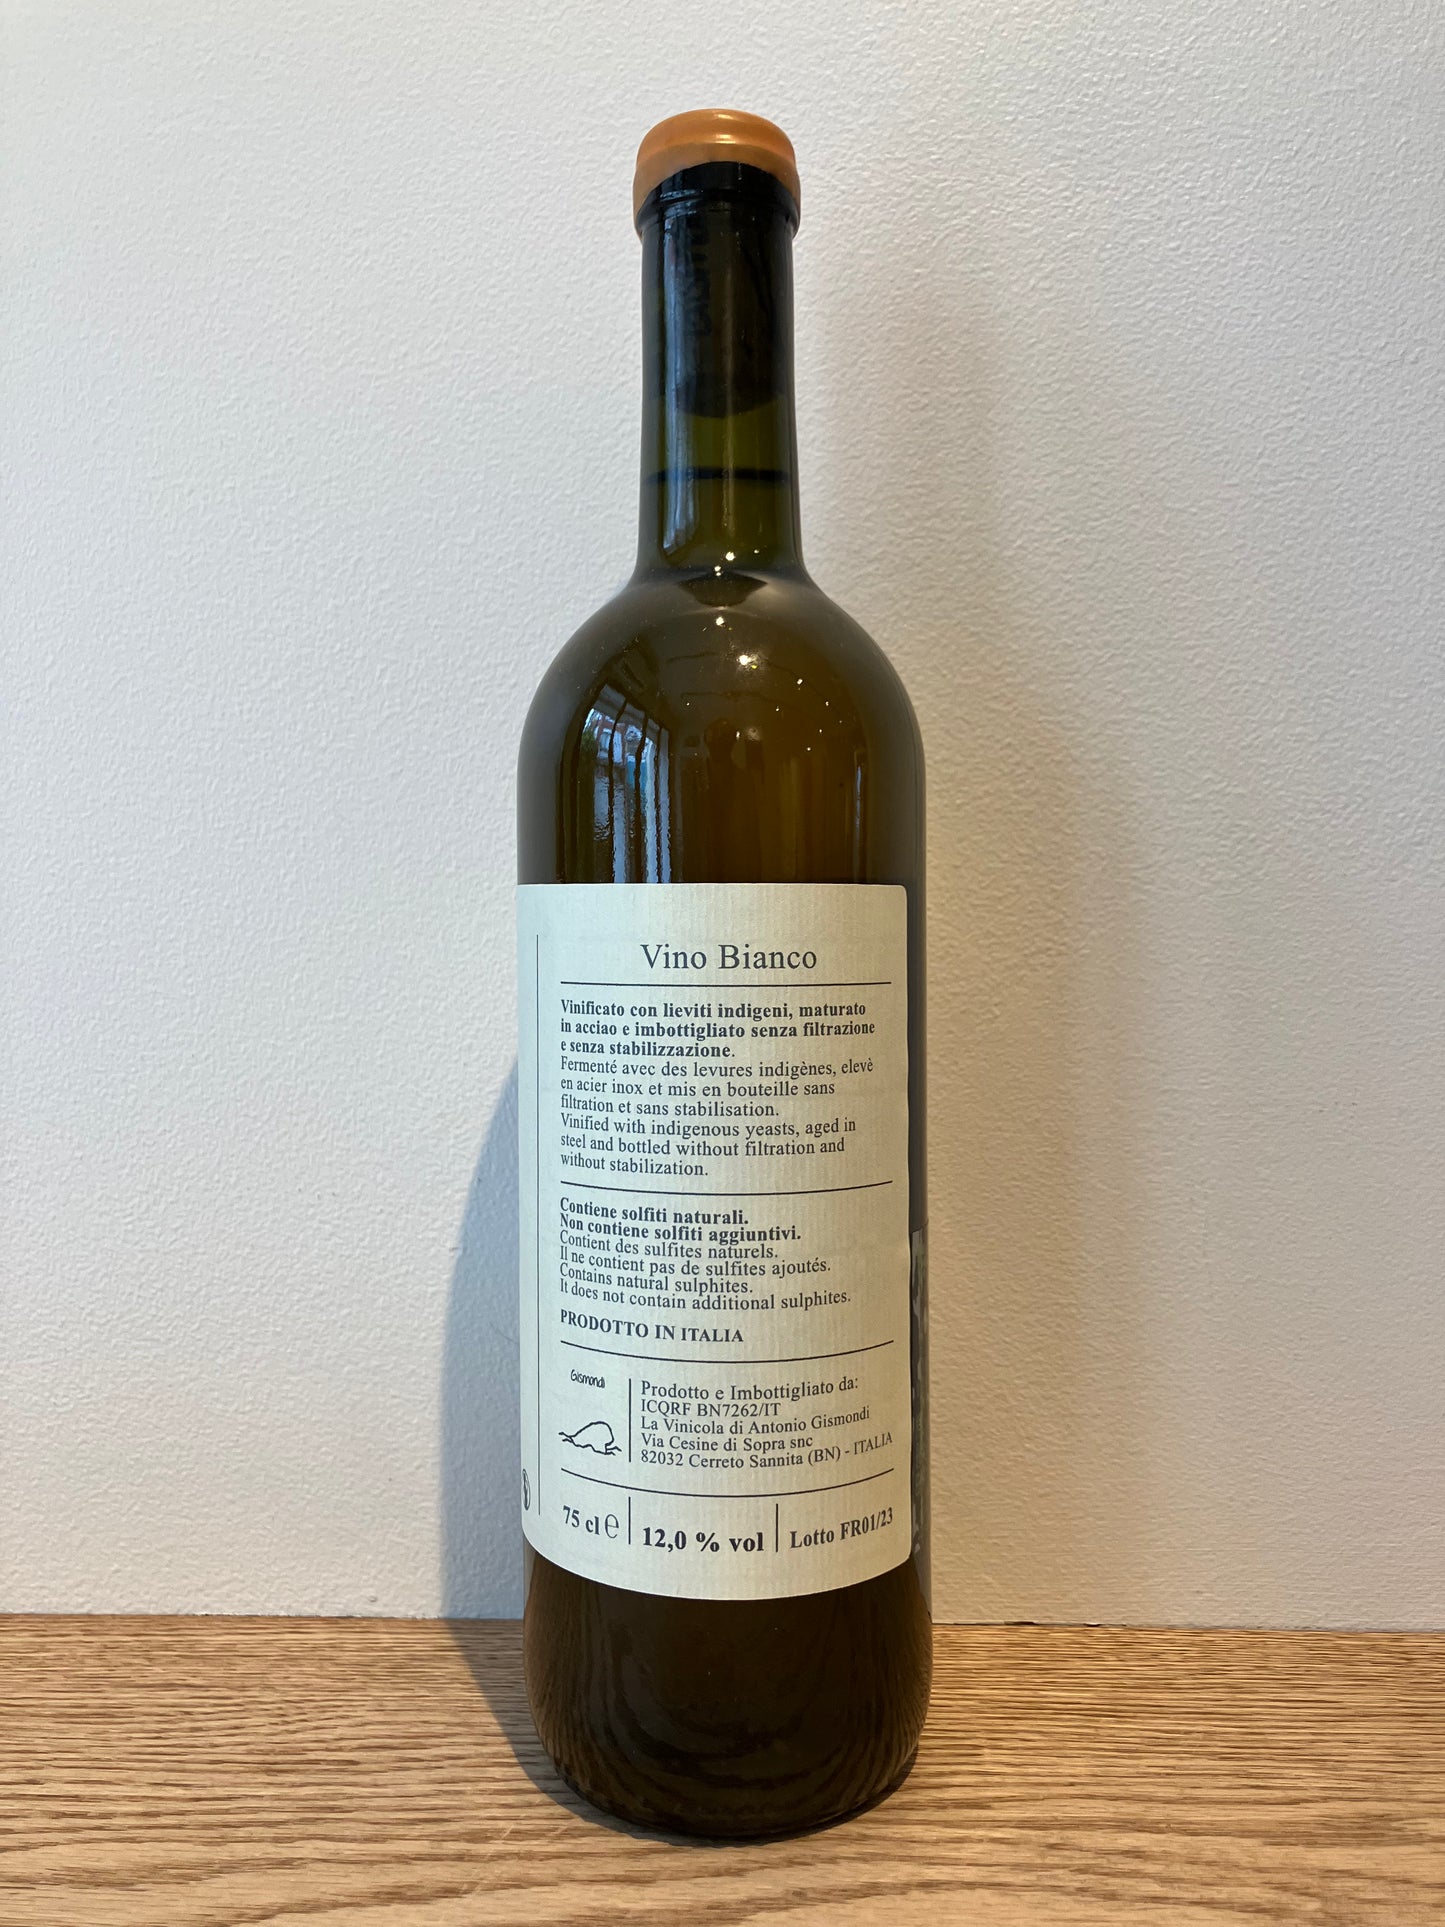 Vino Bianco
Vinificato con lieviti indigeni, maturato
in acciao e imbottigliato senza filtrazione
e senza stabilizzazione.
Fermenté avec des levures indigènes, elevè
en acier inox et mis en bouteille sans
filtration et sans stabilisation.
Vinified with indigenous yeasts, aged in
steel and bottled without filtration and
without stabilization.
Contiene solfiti naturali.
Non contiene solfiti aggiuntivi.
Contient des sulfites naturels.
Il ne contient pas de sulfites ajoutés.
Contains natural sulphites.
It does not contain additional sulphites.
PRODOTTO IN ITALIA
Gismondi
Prodotto e Imbottigliato da:
ICQRF BN7262/IT
La Vinicola di Antonio Gismondi
Via Cesine di Sopra snc
82032 Cerreto Sannita (BN) - ITALIA
75 cl e 12,0 % vol Lotto FR01/23